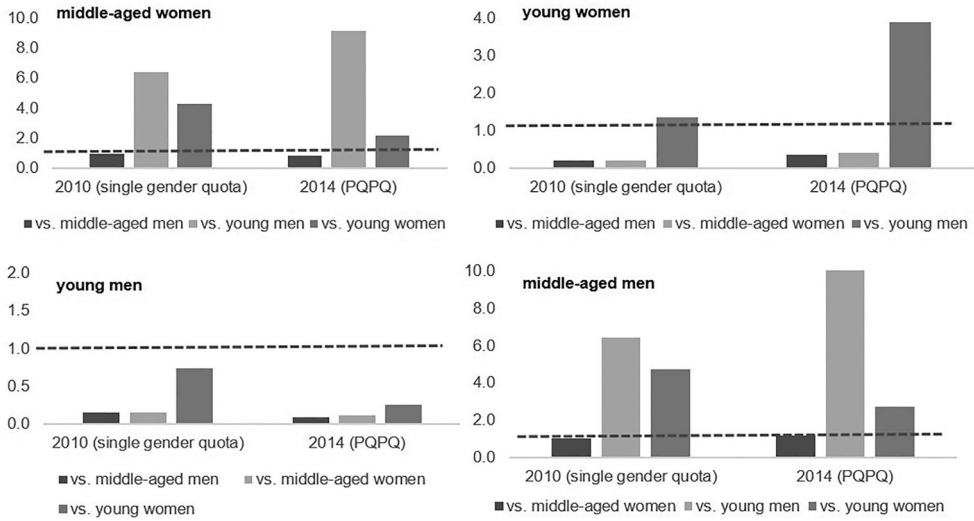 middle-aged women
10.0
8.0
6.0
4.0
2.0
0.0
2010 (single gender quota) 2014 (PQPQ)
vs. middle-aged men vs. young men vs. young women
young women
4.0
3.0
2.0
1.0
0.0
2010 (single gender quota) 2014 (PQPQ)
vs. middle-aged men vs. middle-aged women vs. young men
young men
2.0
1.5
1.0
0.5
0.0
2010 (single gender quota) 2014 (PQPQ)
vs. middle-aged men vs. middle-aged women
vs. young women
middle-aged men
10.0
8.0
6.0
4.0
2.0
0.0
2010 (single gender quota) 2014 (PQPQ)
vs. middle-aged women vs. young men vs. young women